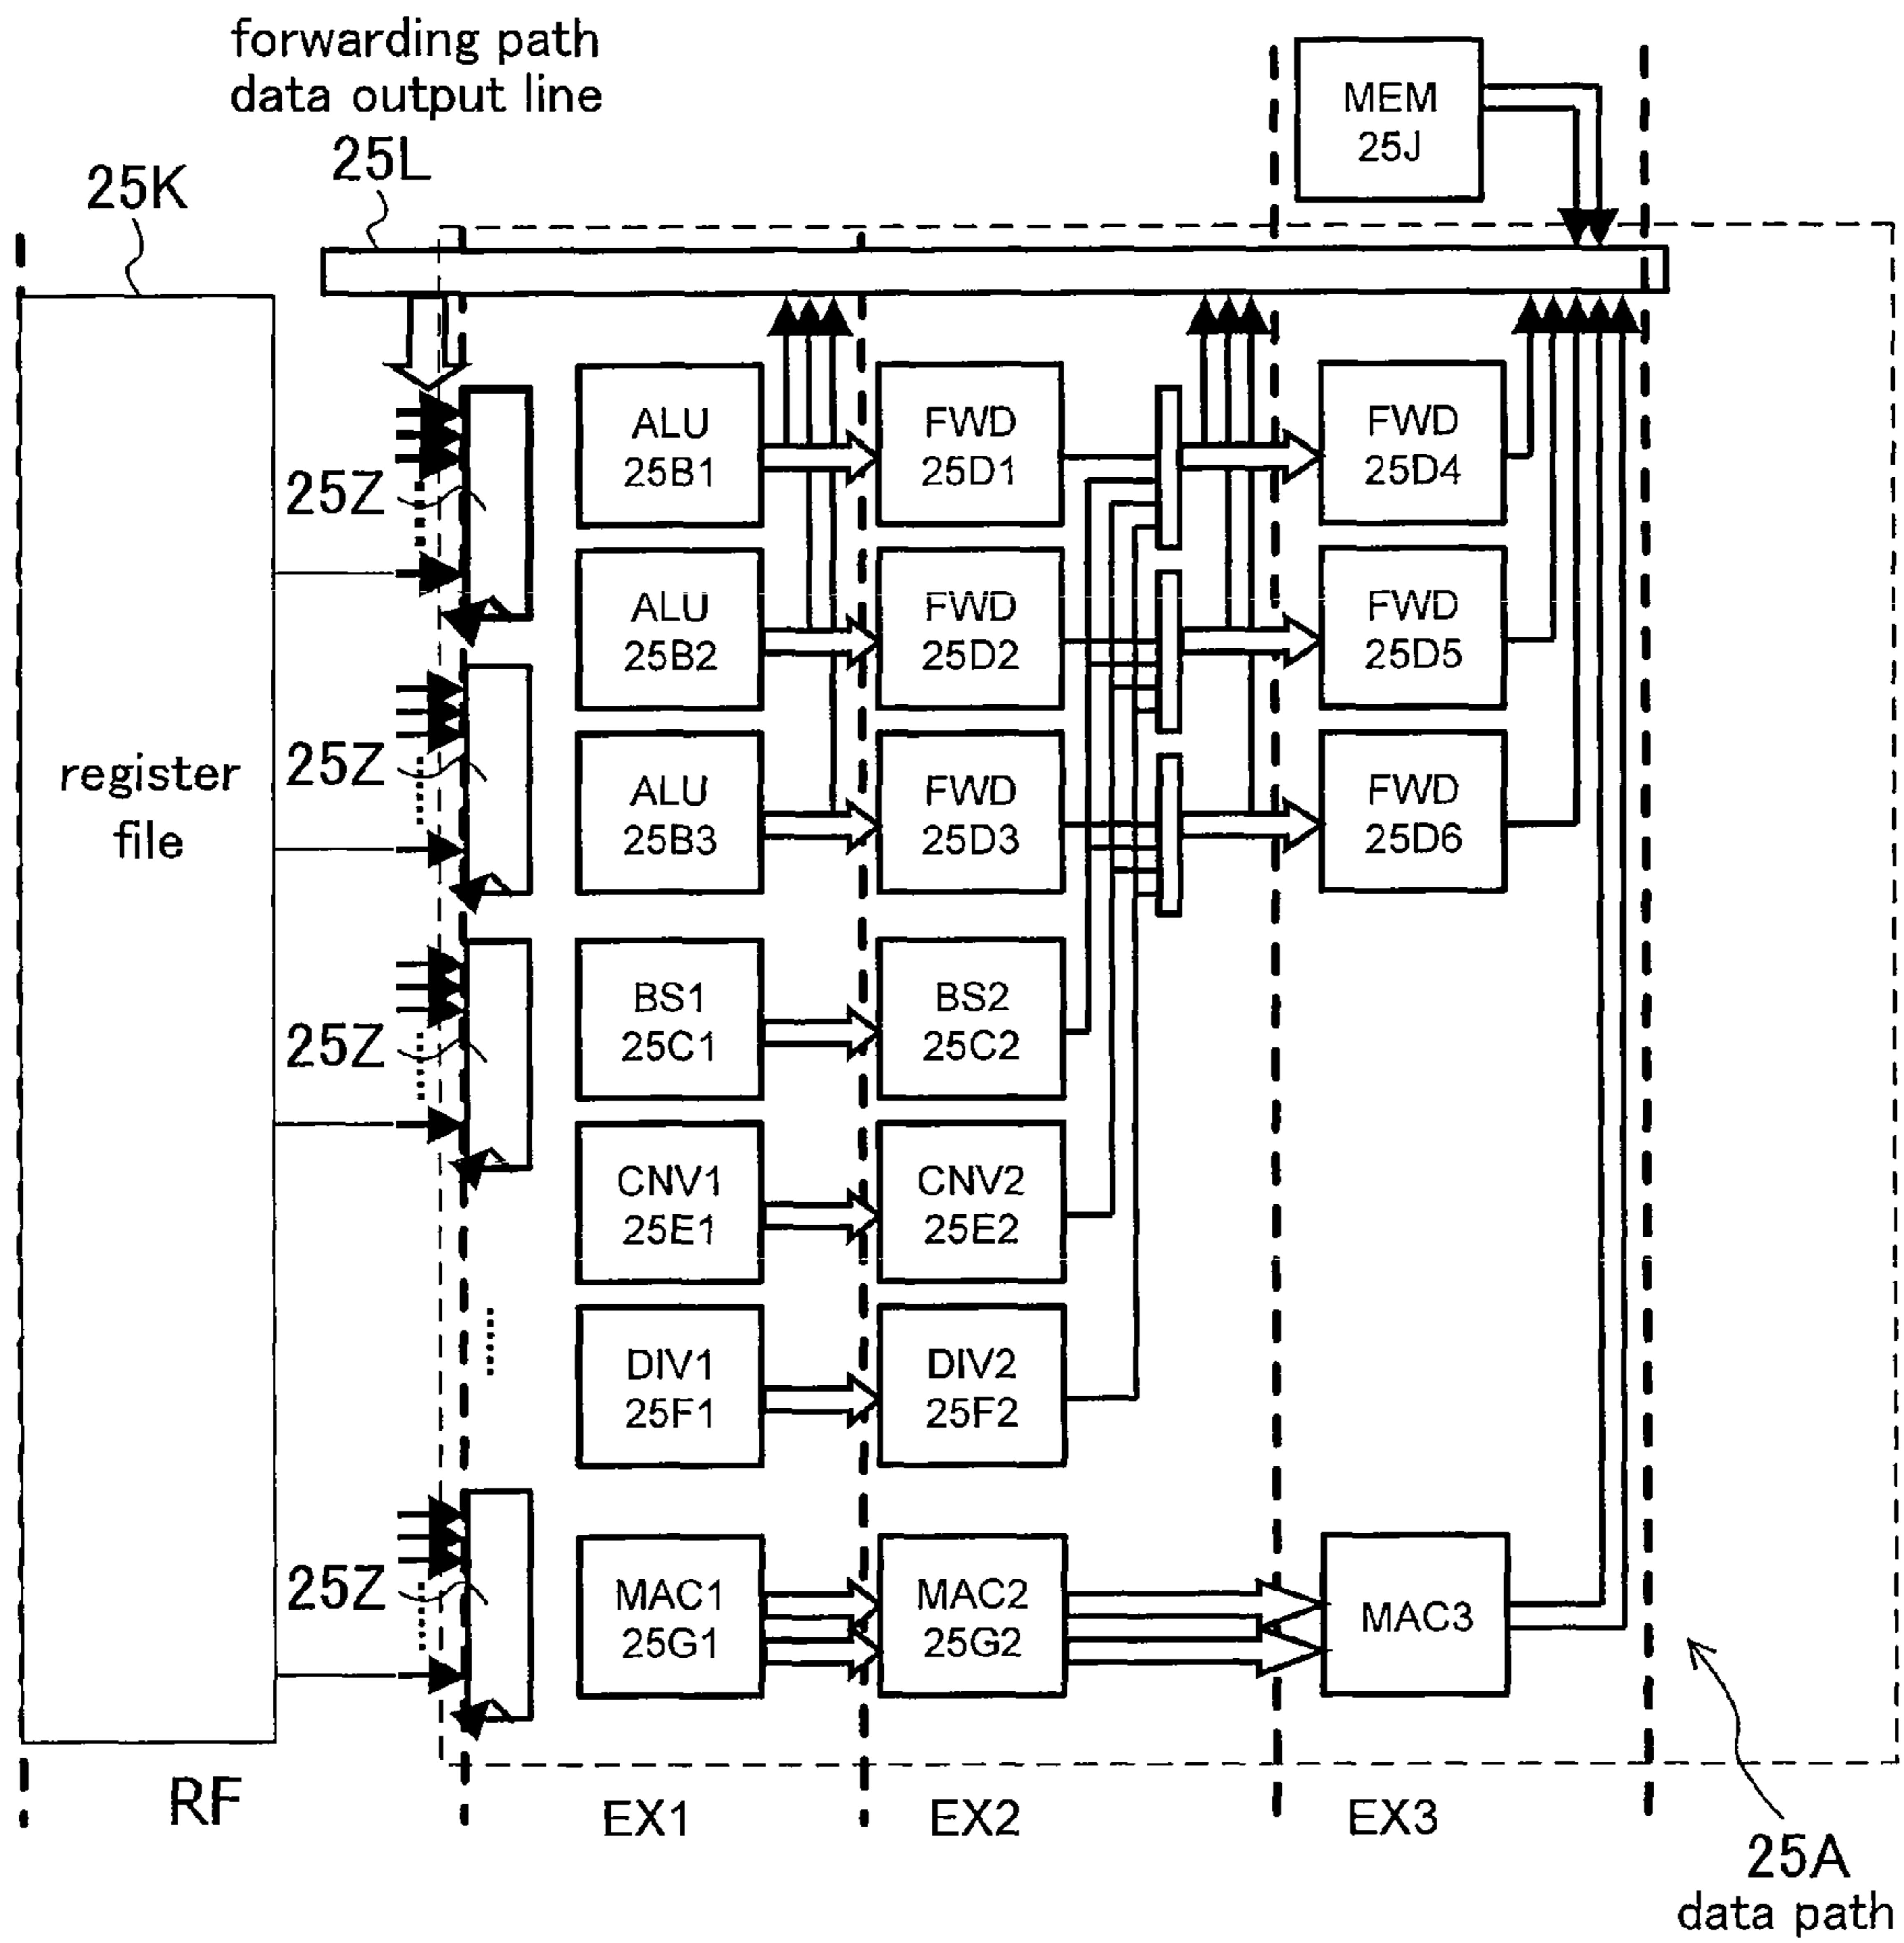 forwarding path
data output line
25L
25K
MEM
25J
ALU
25B1
FWD
25D1
FWD
25D4
25Z
ALU
25B2
FWD
25D2
FWD
25D5
register
file
25Z
ALU
25B3
FWD
25D3
FWD
25D6
25Z
BS1
25C1
BS2
25C2
CNV1
25E1
CNV2
25E2
DIV1
25F1
DIV2
25F2
25Z
MAC1
25G1
MAC2
25G2
MAC3
RF
EX1
EX2
EX3
25A
data path